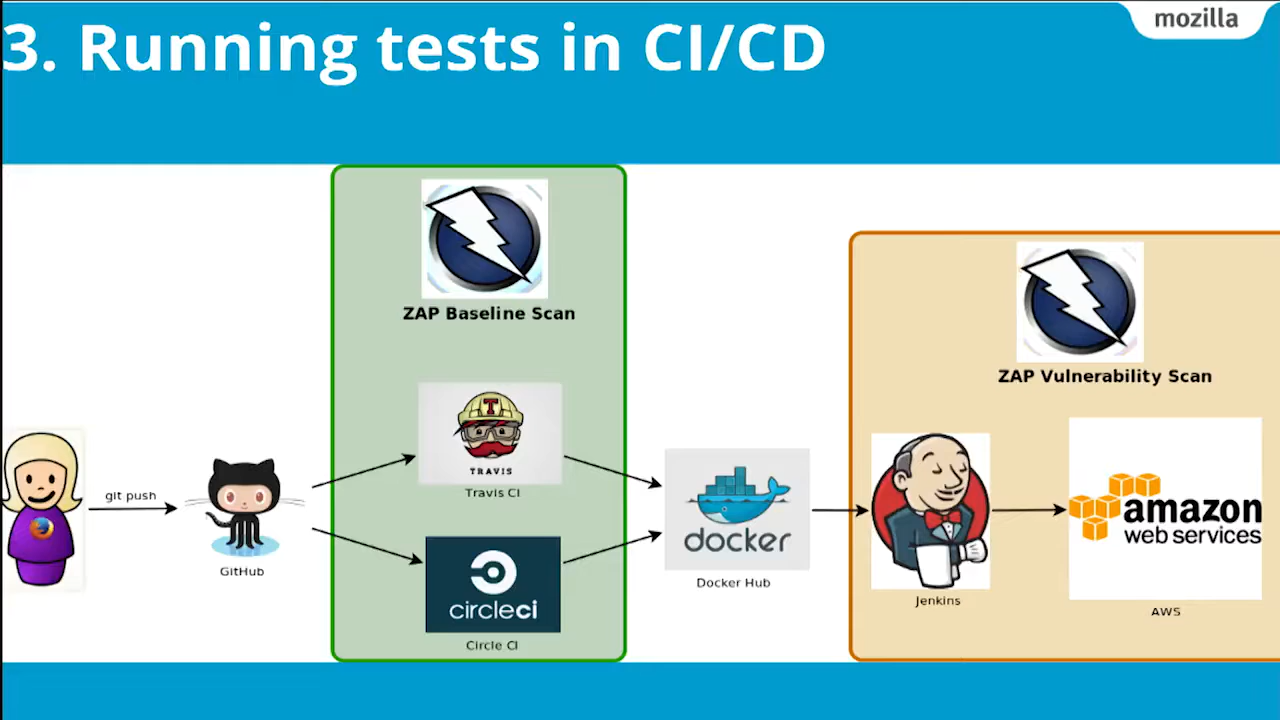 mozilla
3. Running tests in CI/CD
ZAP Baseline Scan
ZAP Vulnerability Scan
git push
GitHub
T
TRAVIS
Travis CI
circleci
Circle CI
docker
Docker Hub
Jenkins
amazon
web services
AWS